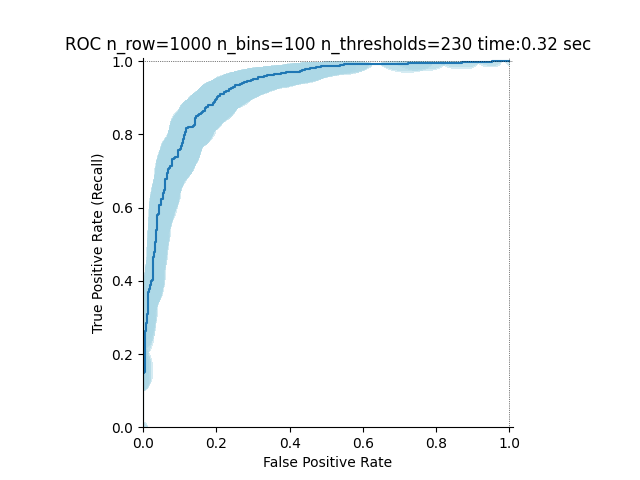 ROC n_row=1000 n_bins=100 n_thresholds=230 time:0.32 sec
1.0
0.8
0.6
0.4
0.2
0.0
True Positive Rate (Recall)
0.0 0.2 0.4 0.6 0.8 1.0
False Positive Rate